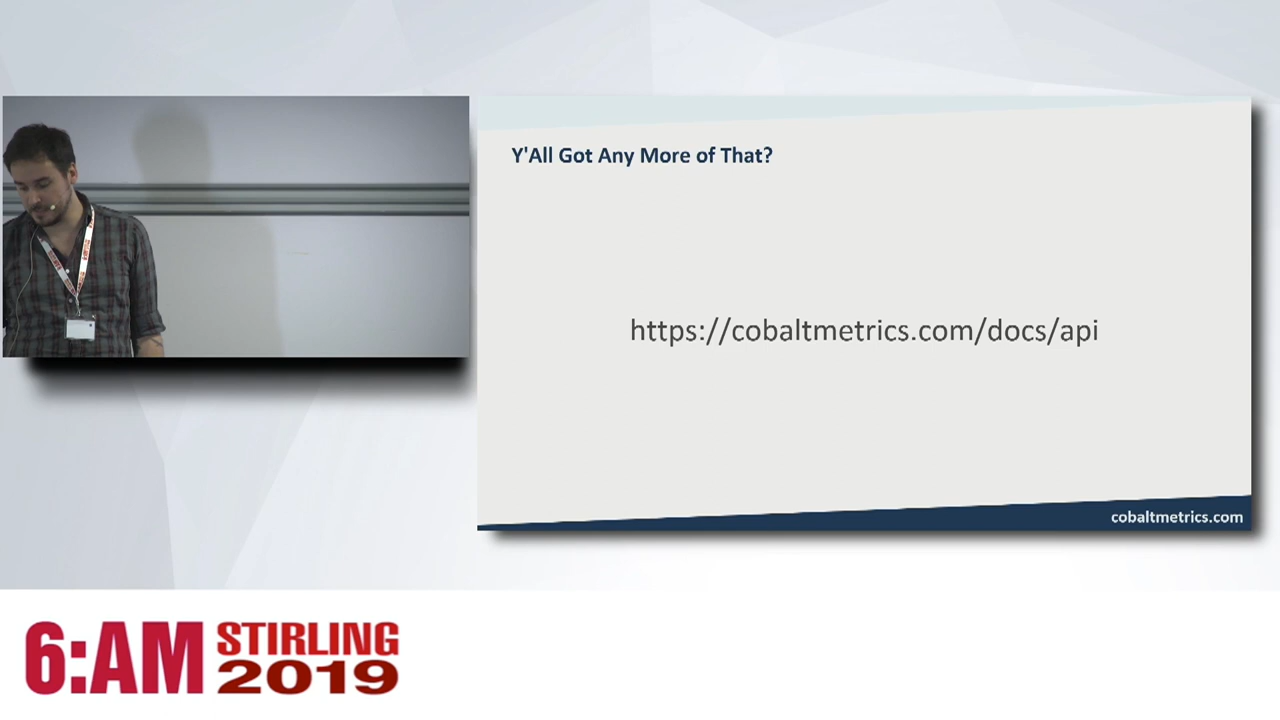 Y'All Got Any More of That?
https://cobaltmetrics.com/docs/api
cobaltmetrics.com
6:AM STIRLING
2019